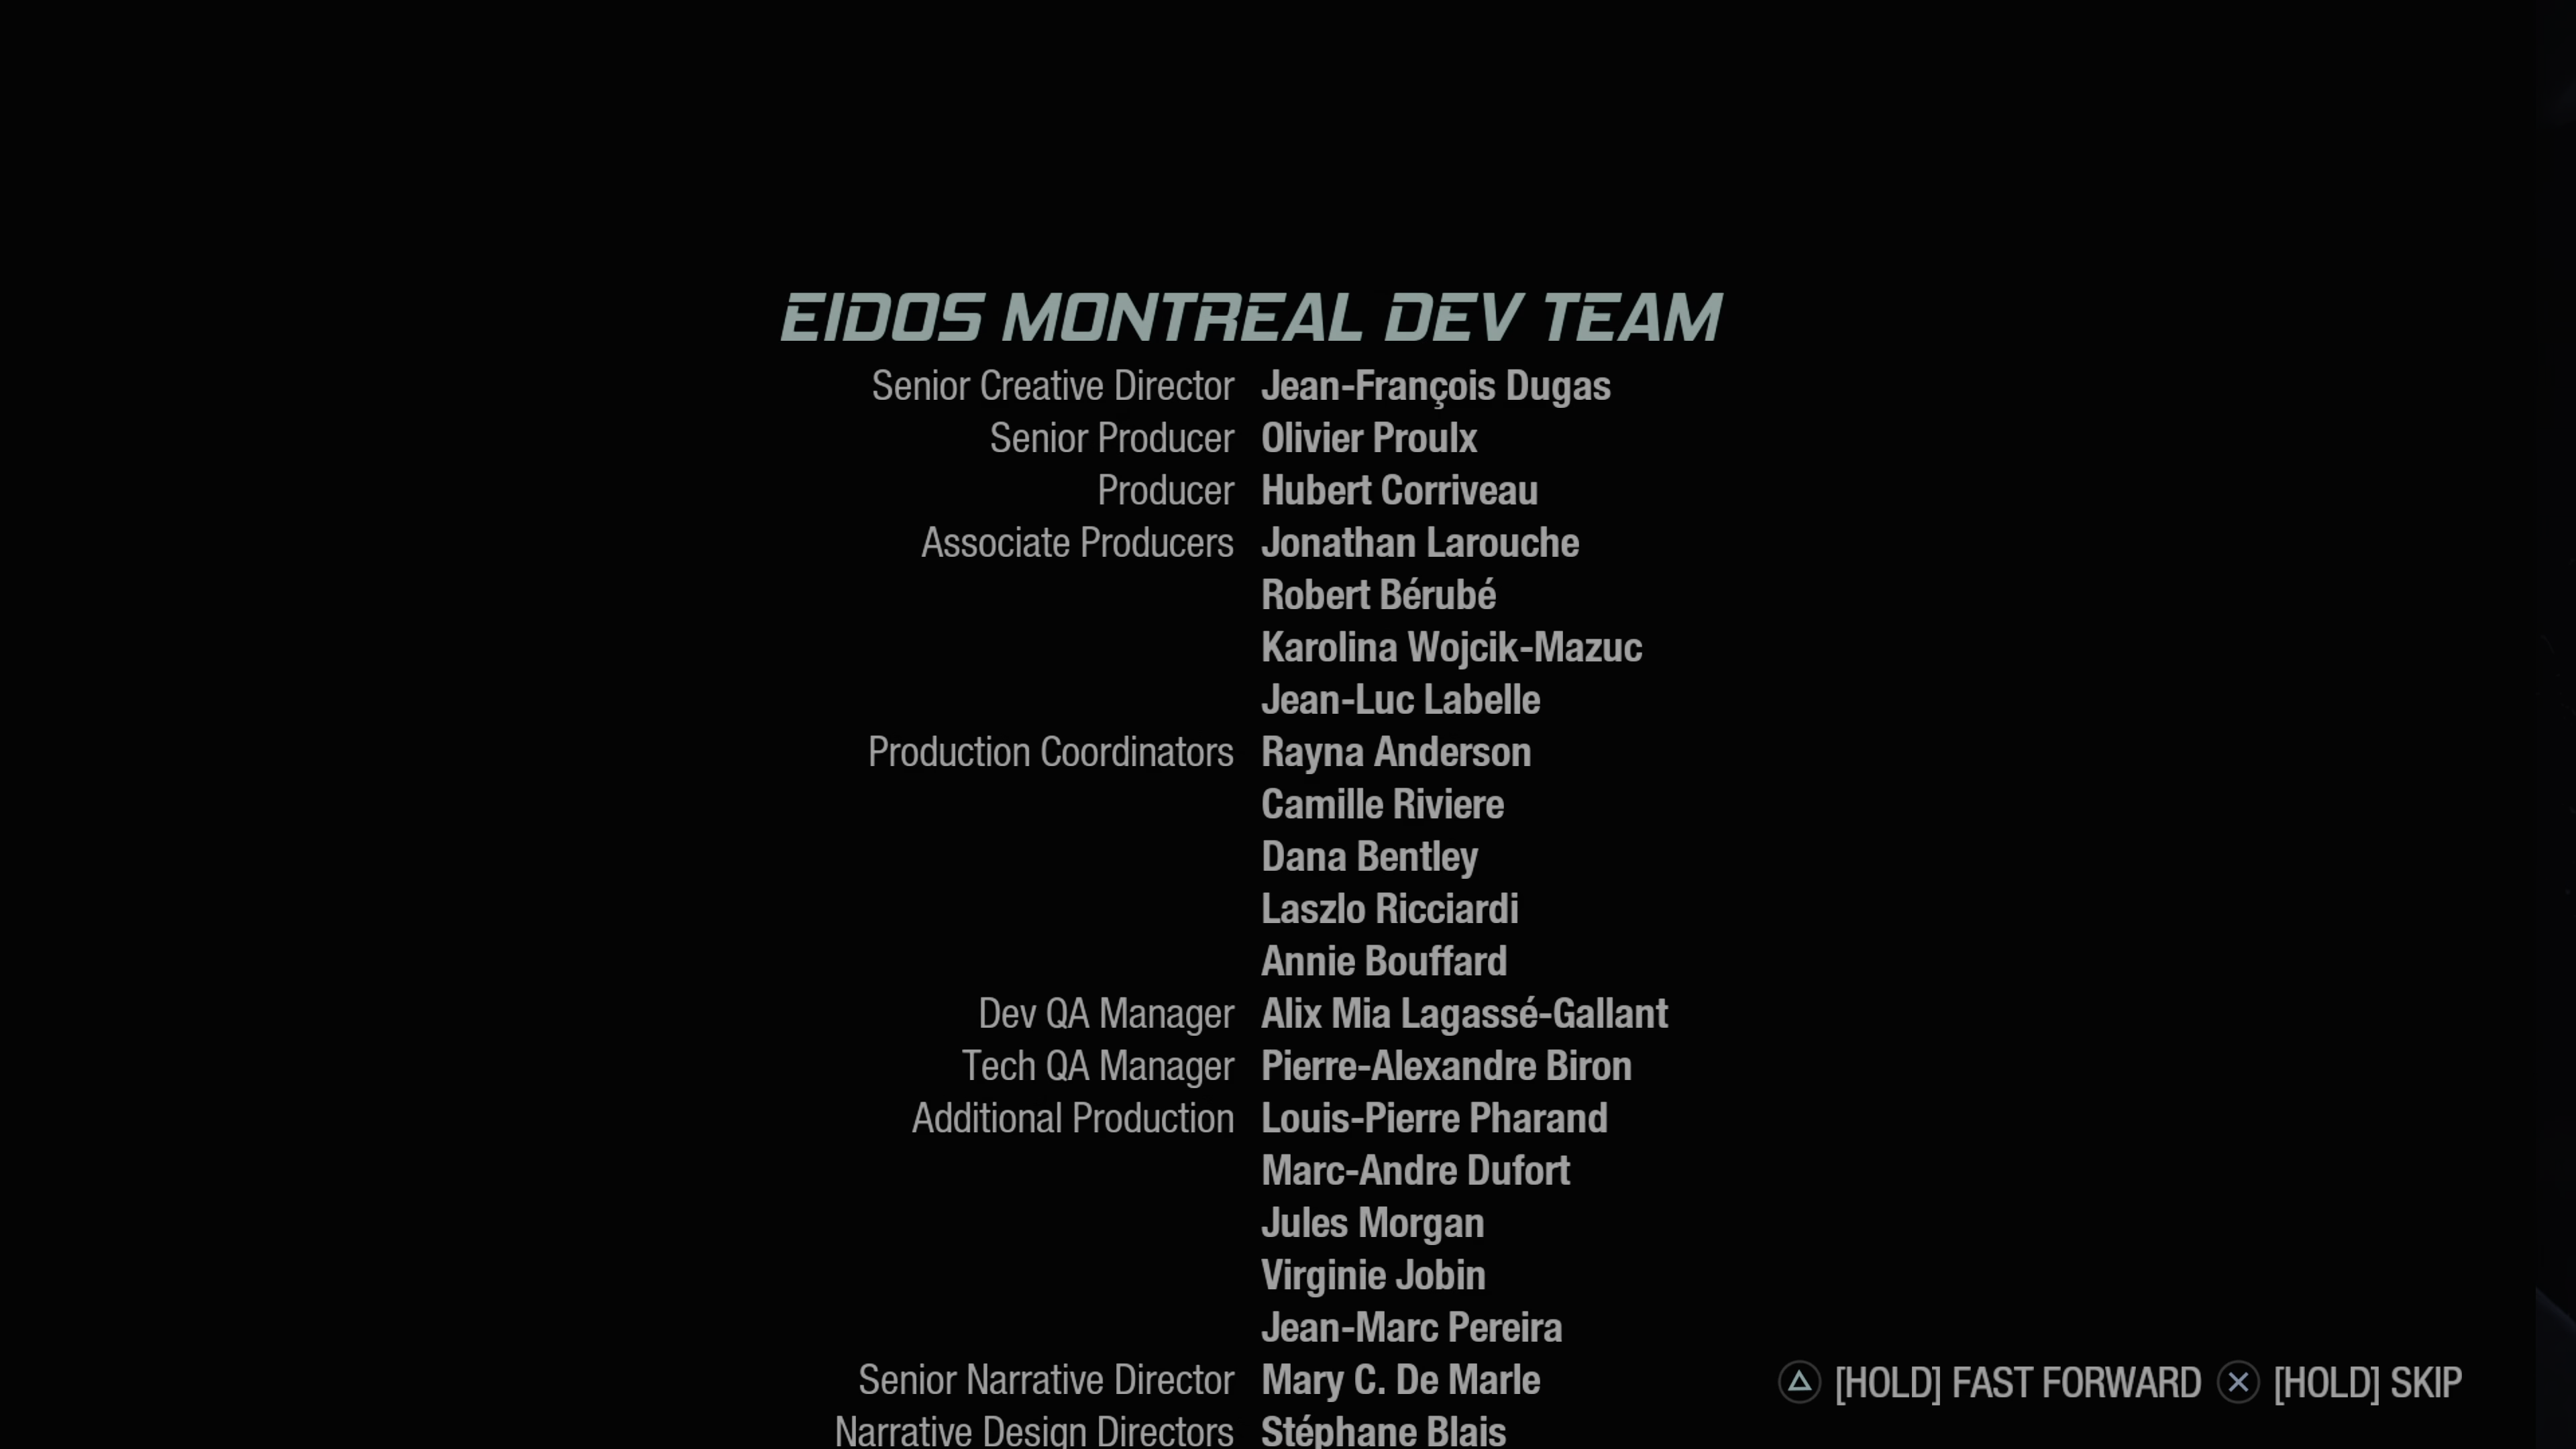 EIDOS MONTREAL DEV TEAM
Senior Creative Director Jean-François Dugas
Senior Producer Olivier Proulx
Producer Hubert Corriveau
Associate Producers Jonathan Larouche
Robert Bérubé
Karolina Wojcik-Mazuc
Jean-Luc Labelle
Production Coordinators Rayna Anderson
Camille Riviere
Dana Bentley
Laszlo Ricciardi
Annie Bouffard
Dev QA Manager Alix Mia Lagassé-Gallant
Tech QA Manager Pierre-Alexandre Biron
Additional Production Louis-Pierre Pharand
Marc-Andre Dufort
Jules Morgan
Virginie Jobin
Jean-Marc Pereira
Senior Narrative Director Mary C. De Marle
[HOLD] FAST FORWARD [HOLD] SKIP
Narrative Design Directors Stéphane Blais